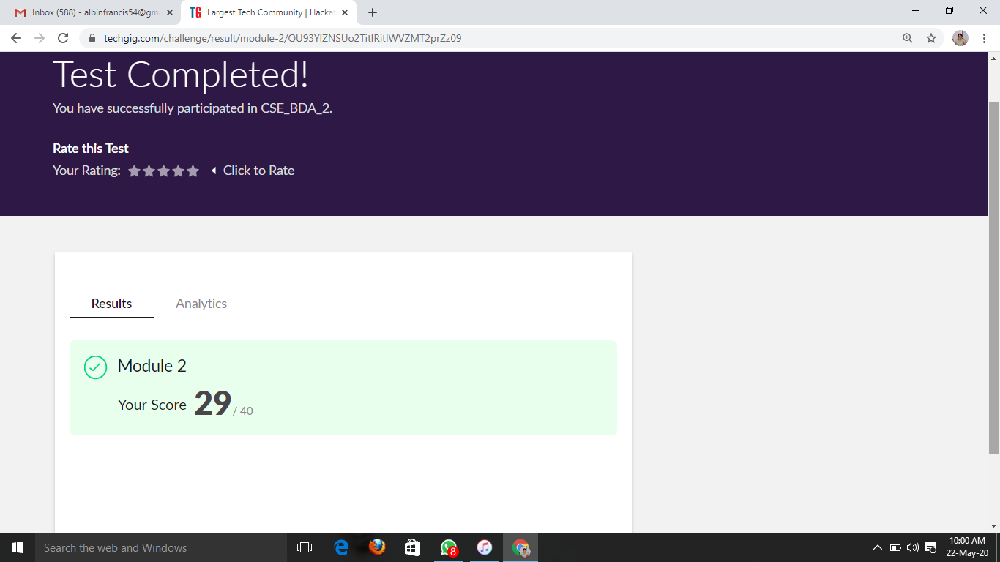 Inbox (588) - albinfrancis54@gm
TG Largest Tech Community | Hacka
techgig.com/challenge/result/module-2/QU93YlZNSUo2TitIRitIWVZMT2prZz09
Test Completed!
You have successfully participated in CSE_BDA_2.
Rate this Test
Your Rating: Click to Rate
Results Analytics
Module 2
Your Score 29 / 40
Search the web and Windows
8
10:00 AM
22-May-20